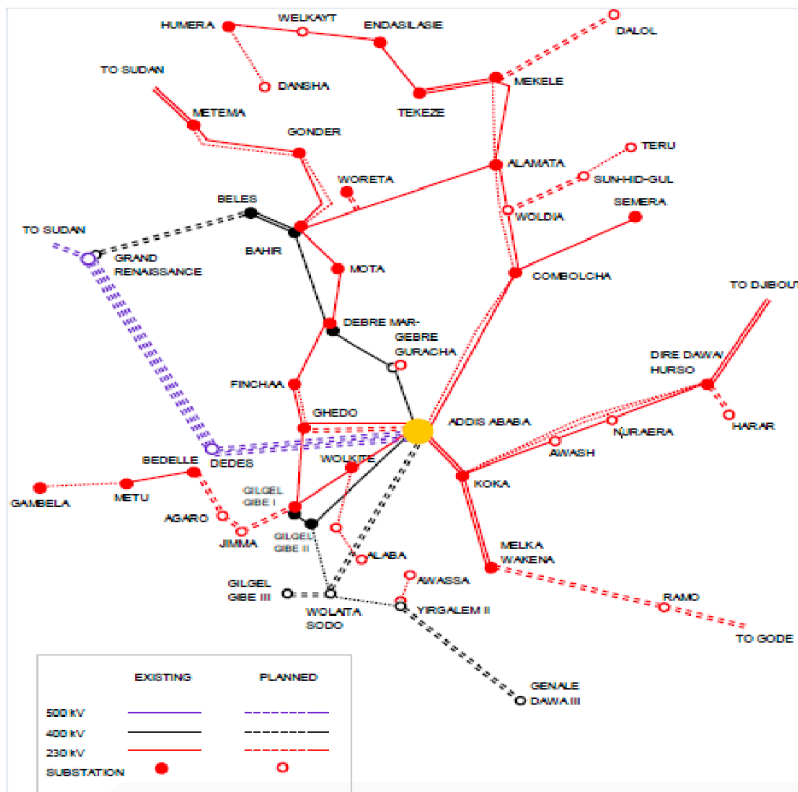 WELKAYT
ENDASILASIE
HUMERA
DALOL
TO SUDAN
DANSHA
MEKELE
METEMA
TEKEZE
GONDER
TERU
ALAMATA
WORETA
SUN-HID-GUL
BELES
SEMERA
WOLDIA
TO SUDAN
BAHIR
GRAND
RENAISSANCE
MOTA
COMBOLCHA
TO DJIBOUT
DEBRE MAR-
GEBRE
GURACHA
DIRE DAWA/
HURSO
FINCHAA
GHEDO
ADDIS ABABA
HARAR
NURAERA
AWASH
DEDES
BEDELLE
WOLKITE
KOKA
GAMBELA
METU
GILGEL
GIBE I
AGARO
JIMMA
GILGEL
GIBE II
ALABA
MELKA
WAKENA
AWASSA
GILGEL
GIBE III
WOLAITA
SODO
YIRGALEM II
RAMO
TO GODE
GENALE
DAWA III
EXISTING PLANNED
500 kV
400 kV
230 kV
SUBSTATION